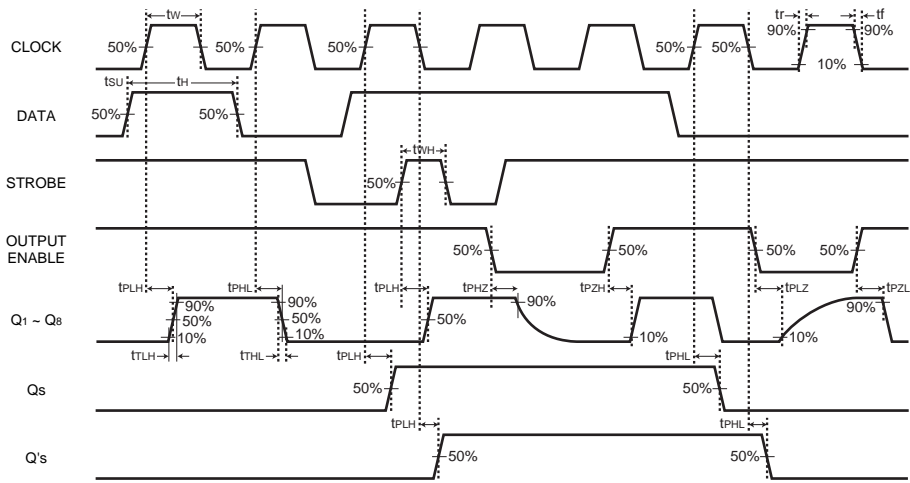 tW tr tf
CLOCK 50% 50% 50% 50% 50% 90% 90%
10%
tSU tH
DATA 50% 50%
tWH
STROBE 50%
OUTPUT
ENABLE
50% 50% 50% 50%
tPLH tPHL tPLH tPHZ tPZH tPLZ tPZL
Q1 ~ Q8 90% 90% 90% 90%
50% 50% 50%
10% 10% 10% 10%
tTLH tTHL tPLH tPHL
Qs 50% 50%
tPLH tPHL
Q's 50% 50%